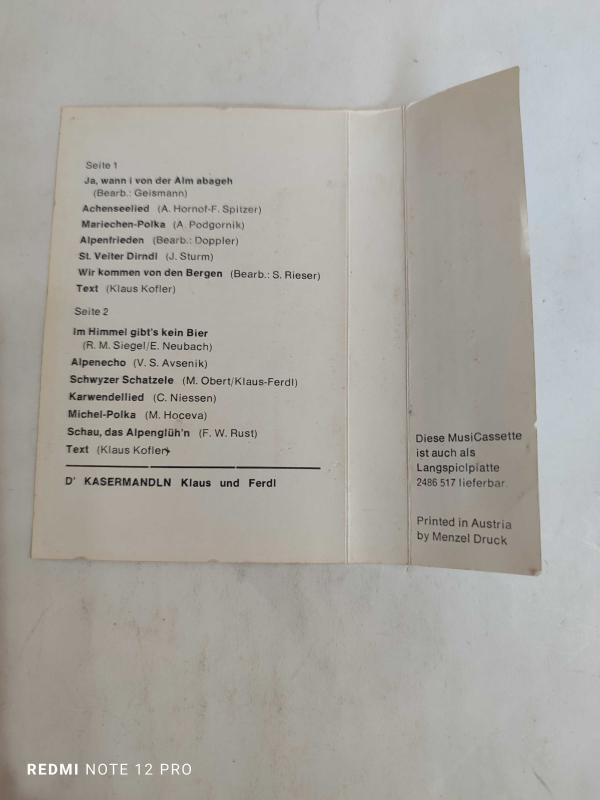 Seite 1
Ja, wann i von der Alm abageh
(Bearb.: Geismann)
Achenseelied (A. Hornof-F. Spitzer)
Mariechen-Polka (A. Podgornik)
Alpenfrieden (Bearb.: Doppler)
St. Veiter Dirndl (J. Sturm)
Wir kommen von den Bergen (Bearb.: S. Rieser)
Text (Klaus Kofler)
Seite 2
Im Himmel gibt's kein Bier
(R. M. Siegel/E. Neubach)
Alpenecho (V. S. Avsenik)
Schwyzer Schatzele (M. Obert/Klaus-Ferdl)
Karwendellied (C. Niessen)
Michel-Polka (M. Hoceva)
Schau, das Alpenglüh'n (F. W. Rust)
Text (Klaus Kofler)
D' KASERMANDLN Klaus und Ferdl
Diese MusiCassette
ist auch als
Langspielplatte
2486 517 lieferbar.
Printed in Austria
by Menzel Druck
REDMI NOTE 12 PRO